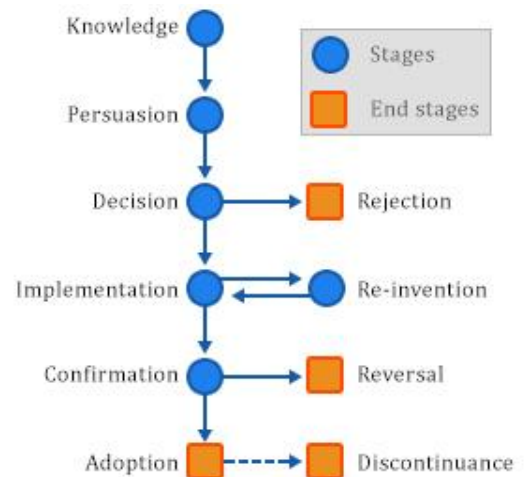 Knowledge
Stages
Persuasion
End stages
Decision
Rejection
Implementation
Re-invention
Confirmation
Reversal
Adoption
Discontinuance